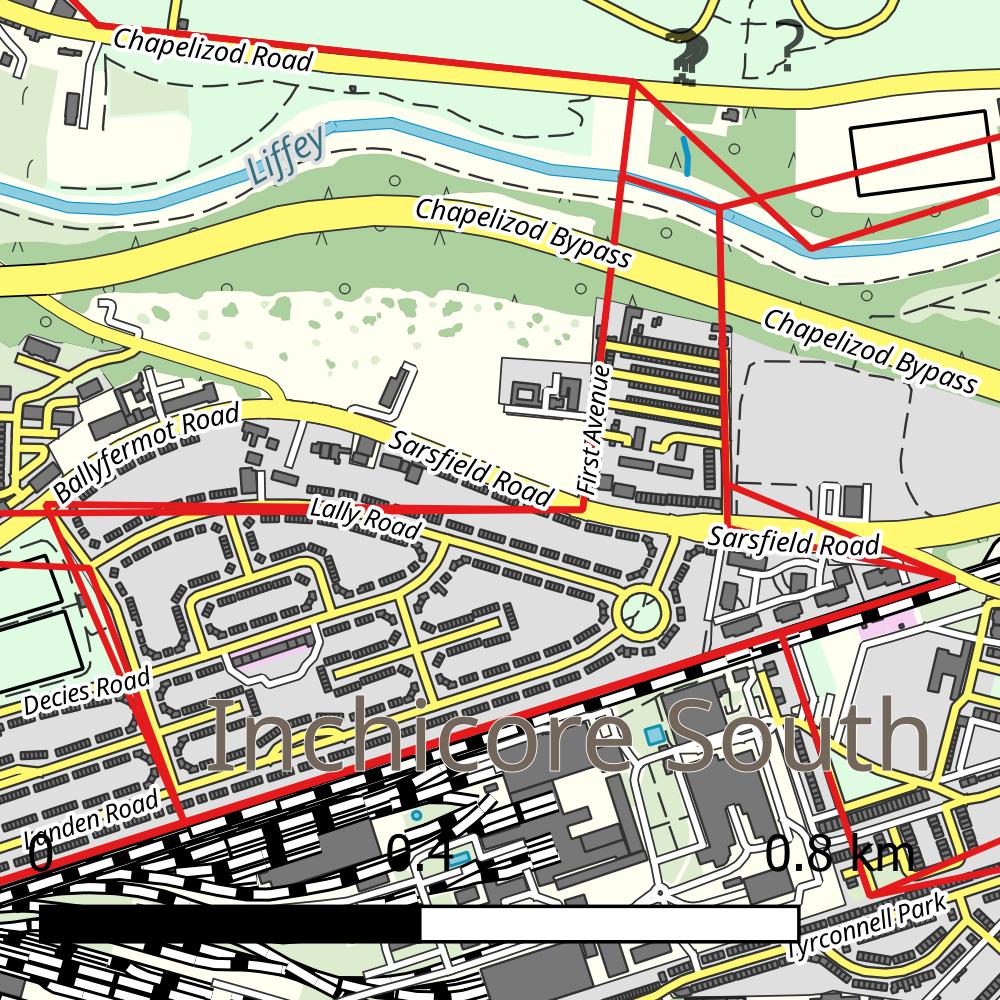 Chapelizod Road
?
?
Liffey
Chapelizod Bypass
Chapelizod Bypass
First Avenue
Ballyfermot Road
Sarsfield Road
Lally Road
Sarsfield Road
Decies Road
Inchicore South
Landen Road
0 0.4 0.8 km
Tyrconnell Park